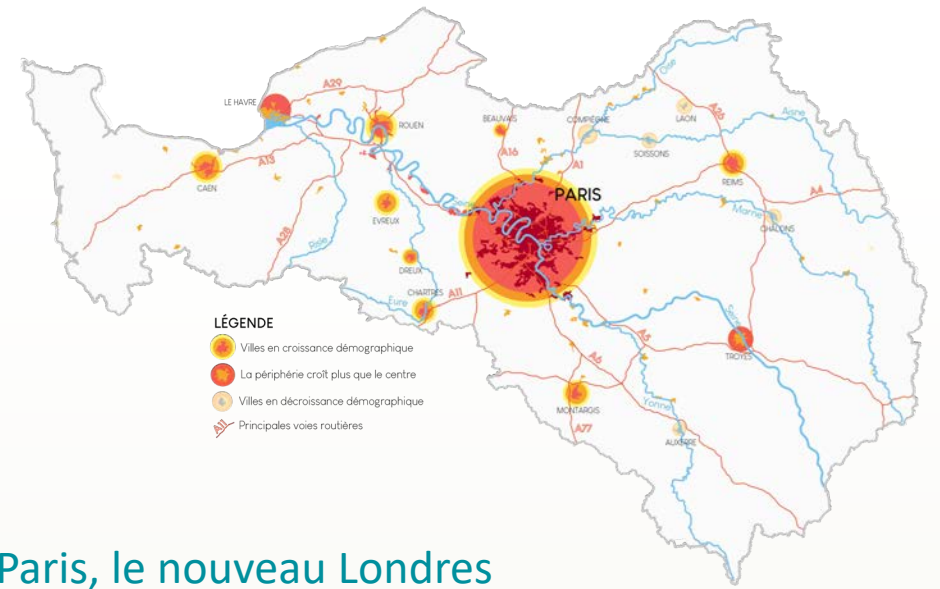 A29
LE HAVRE
ROUEN
BEAUVAIS
COMPIÈGNE
Oise
LAON
A26
Aisne
SOISSONS
A16
A1
REIMS
A13
CAEN
PARIS
A4
Seine
Marne
CHALONS
EVREUX
A28
Risle
DREUX
CHARTRES
Eure
A11
Seine
A5
TROYES
A6
MONTARGIS
Yonne
A77
AUXERRE
LÉGENDE
Villes en croissance démographique
La périphérie croît plus que le centre
Villes en décroissance démographique
A11 Principales voies routières
Paris, le nouveau Londres